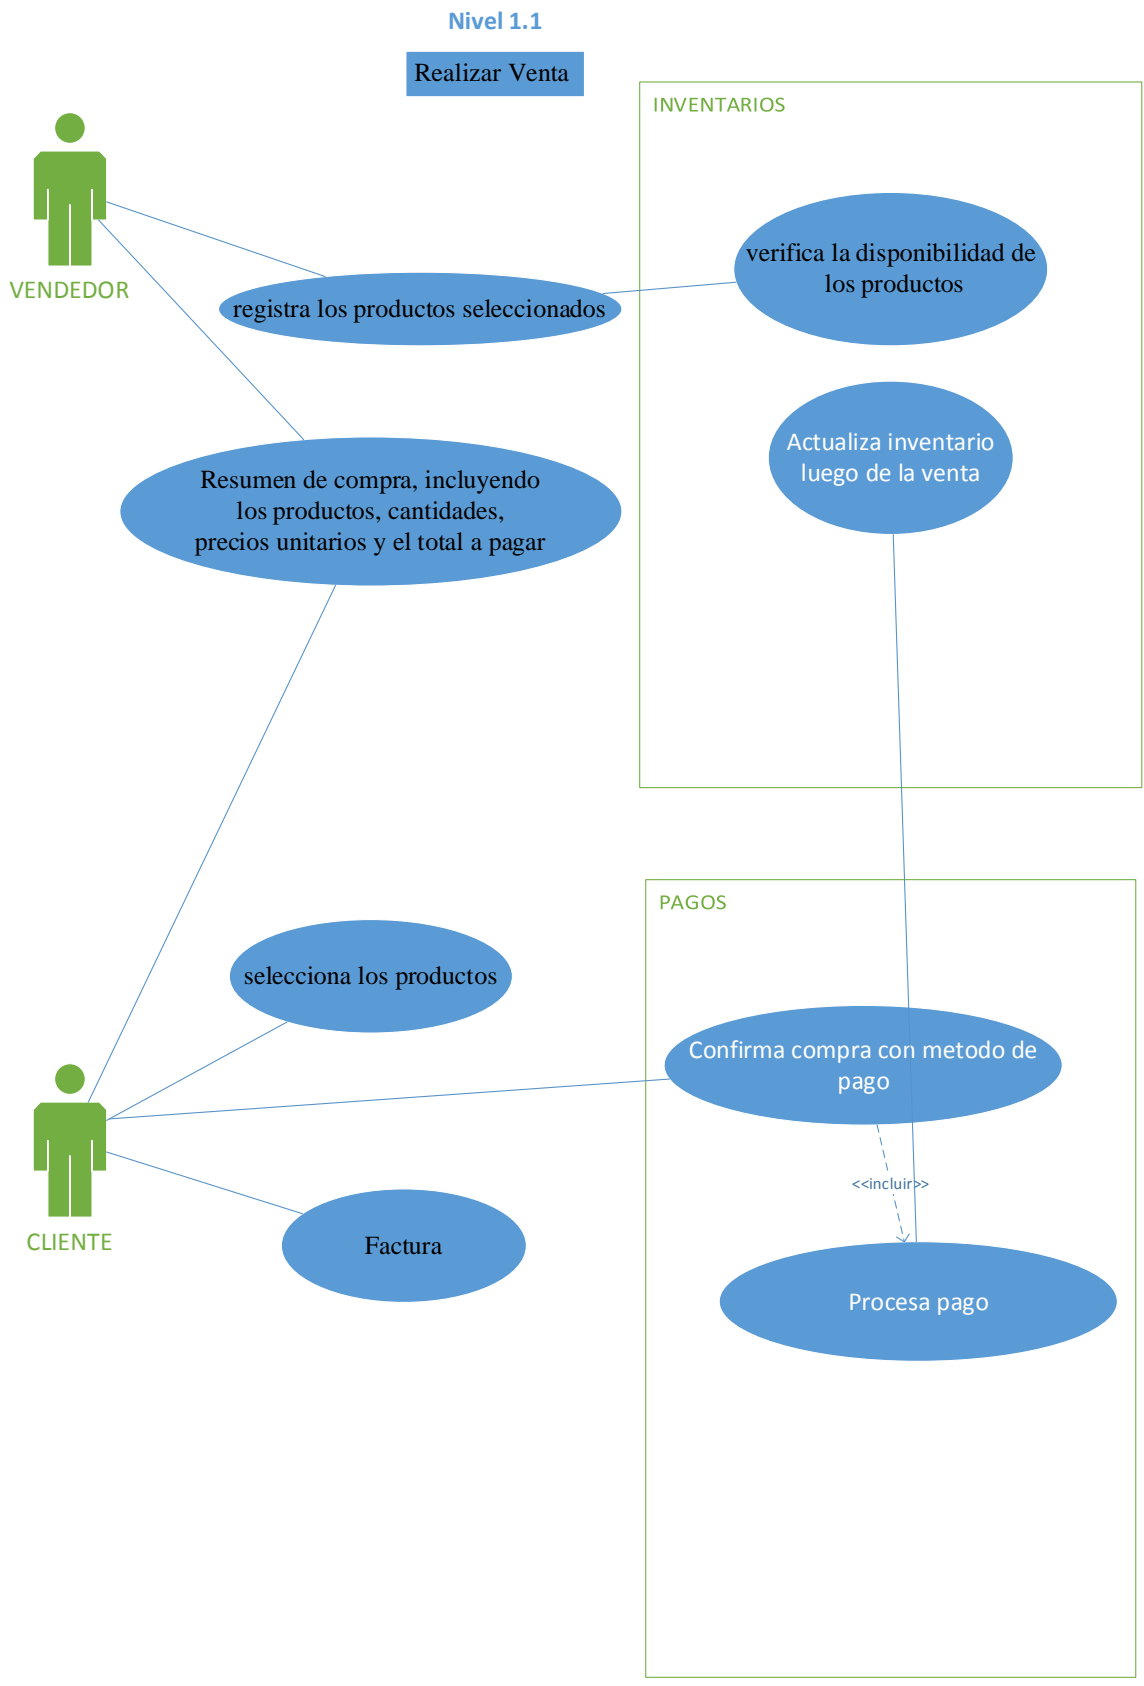 Nivel 1.1
Realizar Venta
INVENTARIOS
VENDEDOR
verifica la disponibilidad de
los productos
registra los productos seleccionados
Actualiza inventario
luego de la venta
Resumen de compra, incluyendo
los productos, cantidades,
precios unitarios y el total a pagar
PAGOS
selecciona los productos
Confirma compra con metodo de
pago
<<incluir>>
CLIENTE
Factura
Procesa pago